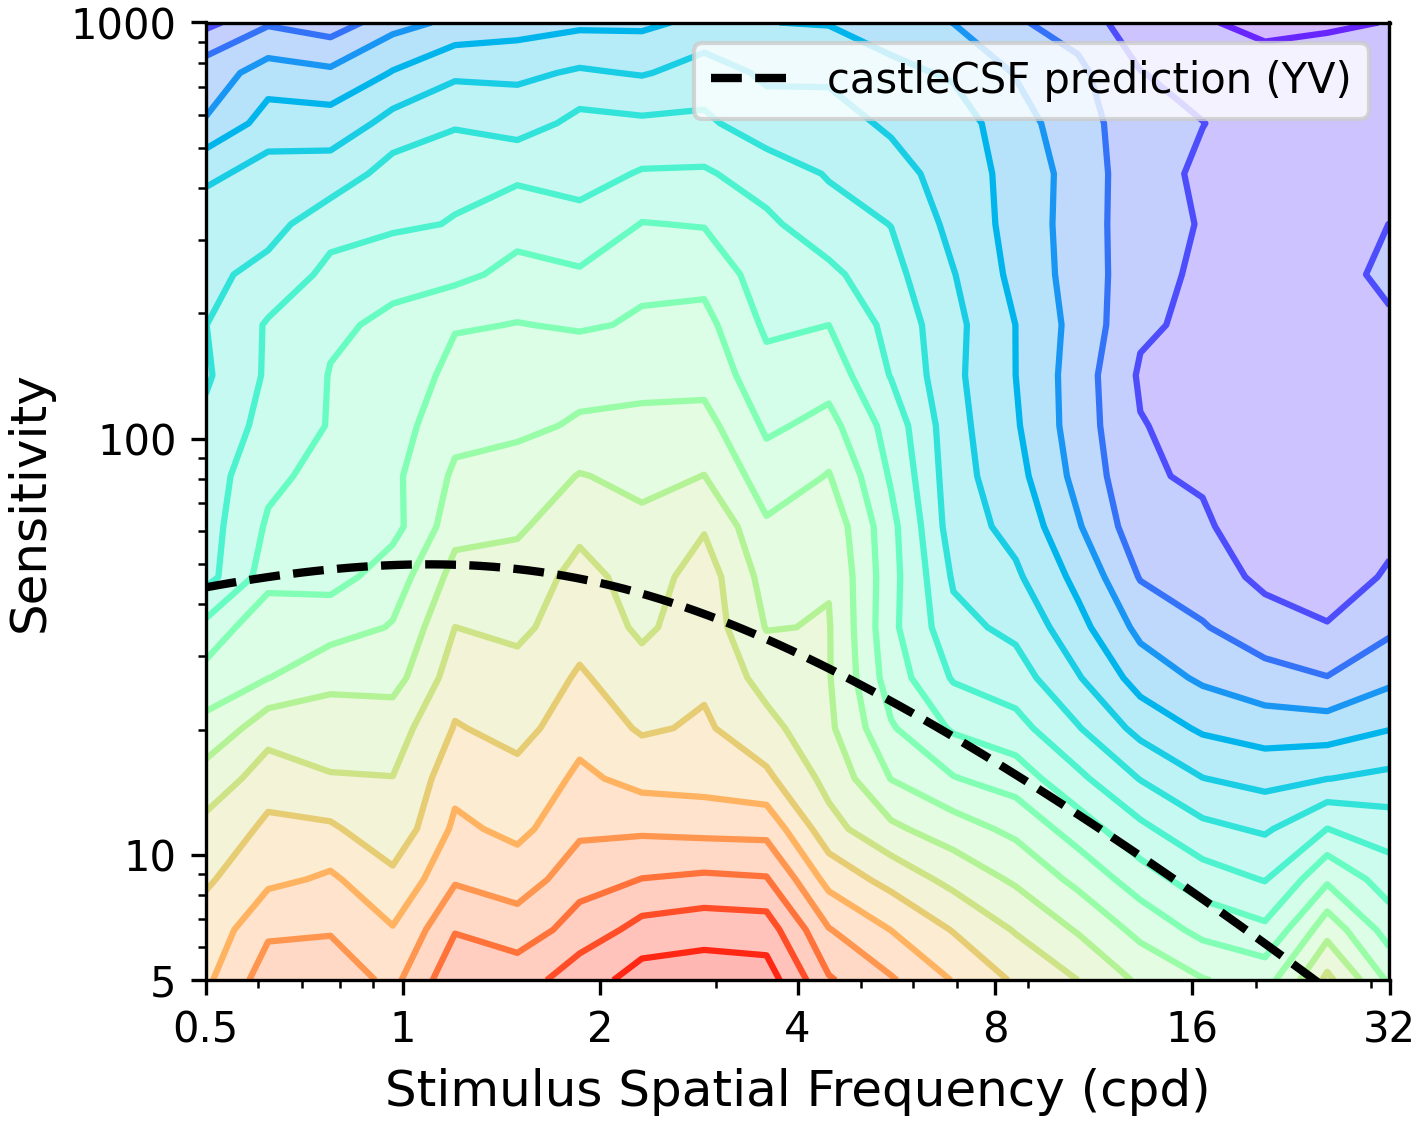 1000
castleCSF prediction (YV)
Sensitivity
100
10
5
0.5 1 2 4 8 16 32
Stimulus Spatial Frequency (cpd)